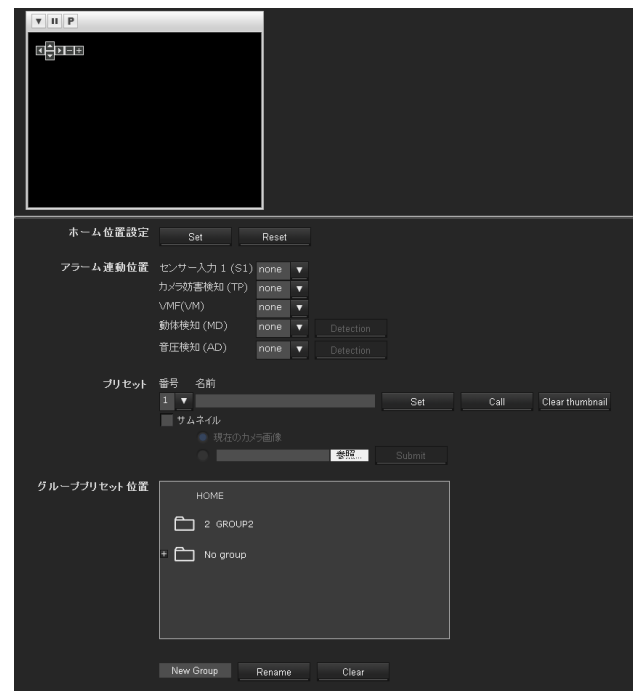 P
ホーム位置設定 Set Reset
アラーム連動位置 センサー入力 1 (S1) none
カメラ妨害検知 (TP) none
VMF(VM) none
動体検知 (MD) none Detection
音圧検知 (AD) none Detection
プリセット 番号 名前
1 Set Call Clear thumbnail
サムネイル
現在のカメラ画像
参照... Submit
グループプリセット位置
HOME
2 GROUP2
No group
New Group Rename Clear